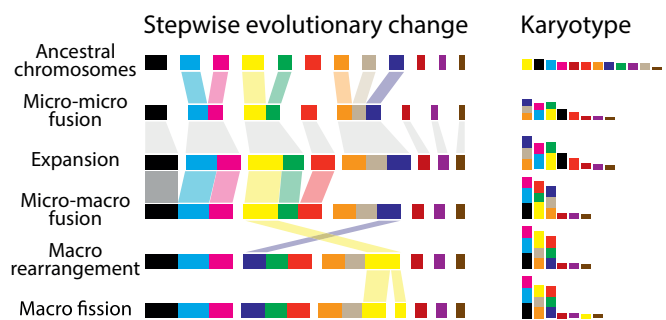 Stepwise evolutionary change
Karyotype
Ancestral
chromosomes
Micro-micro
fusion
Expansion
Micro-macro
fusion
Macro
rearrangement
Macro fission